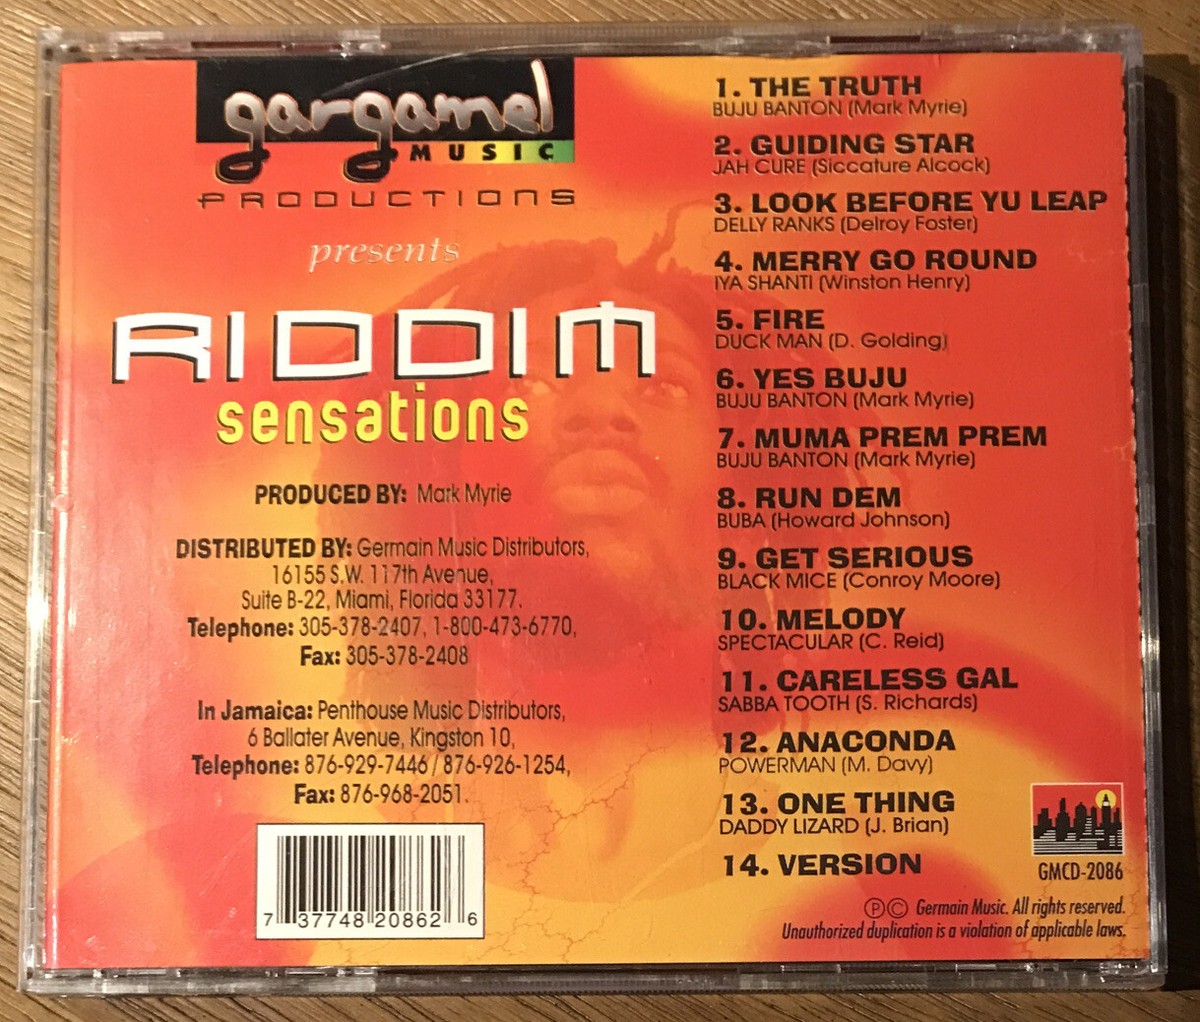 gargamel
MUSIC
PRODUCTIONS
presents
RIDDIM
sensations
PRODUCED BY: Mark Myrie
DISTRIBUTED BY: Germain Music Distributors,
16155 S.W. 117th Avenue,
Suite B-22, Miami, Florida 33177.
Telephone: 305-378-2407, 1-800-473-6770,
Fax: 305-378-2408
In Jamaica: Penthouse Music Distributors,
6 Ballater Avenue, Kingston 10,
Telephone: 876-929-7446 / 876-926-1254,
Fax: 876-968-2051.
7 37748 20862 6
1. THE TRUTH
BUJU BANTON (Mark Myrie)
2. GUIDING STAR
JAH CURE (Siccature Alcock)
3. LOOK BEFORE YU LEAP
DELLY RANKS (Delroy Foster)
4. MERRY GO ROUND
IYA SHANTI (Winston Henry)
5. FIRE
DUCK MAN (D. Golding)
6. YES BUJU
BUJU BANTON (Mark Myrie)
7. MUMA PREM PREM
BUJU BANTON (Mark Myrie)
8. RUN DEM
BUBA (Howard Johnson)
9. GET SERIOUS
BLACK MICE (Conroy Moore)
10. MELODY
SPECTACULAR (C. Reid)
11. CARELESS GAL
SABBA TOOTH (S. Richards)
12. ANACONDA
POWERMAN (M. Davy)
13. ONE THING
DADDY LIZARD (J. Brian)
14. VERSION
GMCD-2086
Ⓟ© Germain Music. All rights reserved.
Unauthorized duplication is a violation of applicable laws.